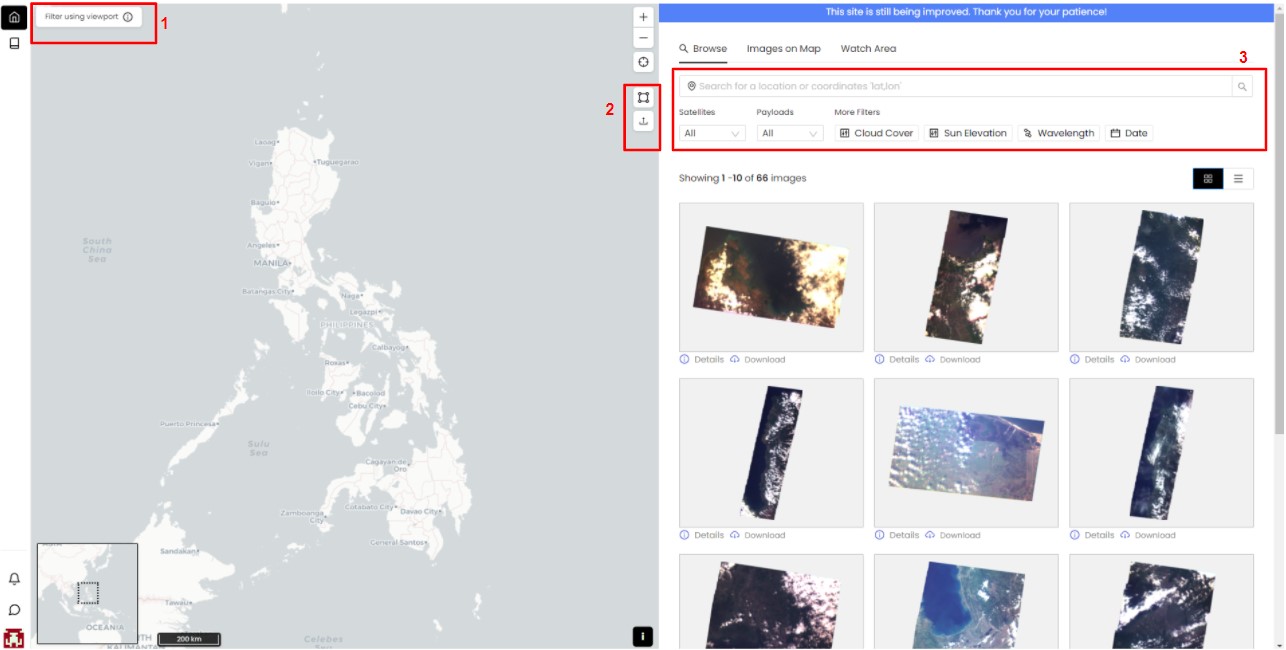 Filter using viewport
1
This site is still being improved. Thank you for your patience!
Browse Images on Map Watch Area
3
Search for a location or coordinates 'lat,lon'
2
Satellites Payloads More Filters
All All Cloud Cover Sun Elevation Wavelength Date
Showing 1 -10 of 66 images
Laoag
Vigan Tuguegarao
Baguio
South
China
Sea
Angeles
MANILA
Batangas City
Naga
Legazpi
PHILIPPINES
Calbayog
Roxas
Iloilo City Bacolod
Cebu City
Puerto Princesa
Sulu
Sea
Cagayan de
Oro
Zamboanga
City
Cotabato City Davao City
General Santos
Sandakan
Tawau
OCEANIA
KALIMANTAN
200 km
Celebes
Details Download
Details Download
Details Download
Details Download
Details Download
Details Download